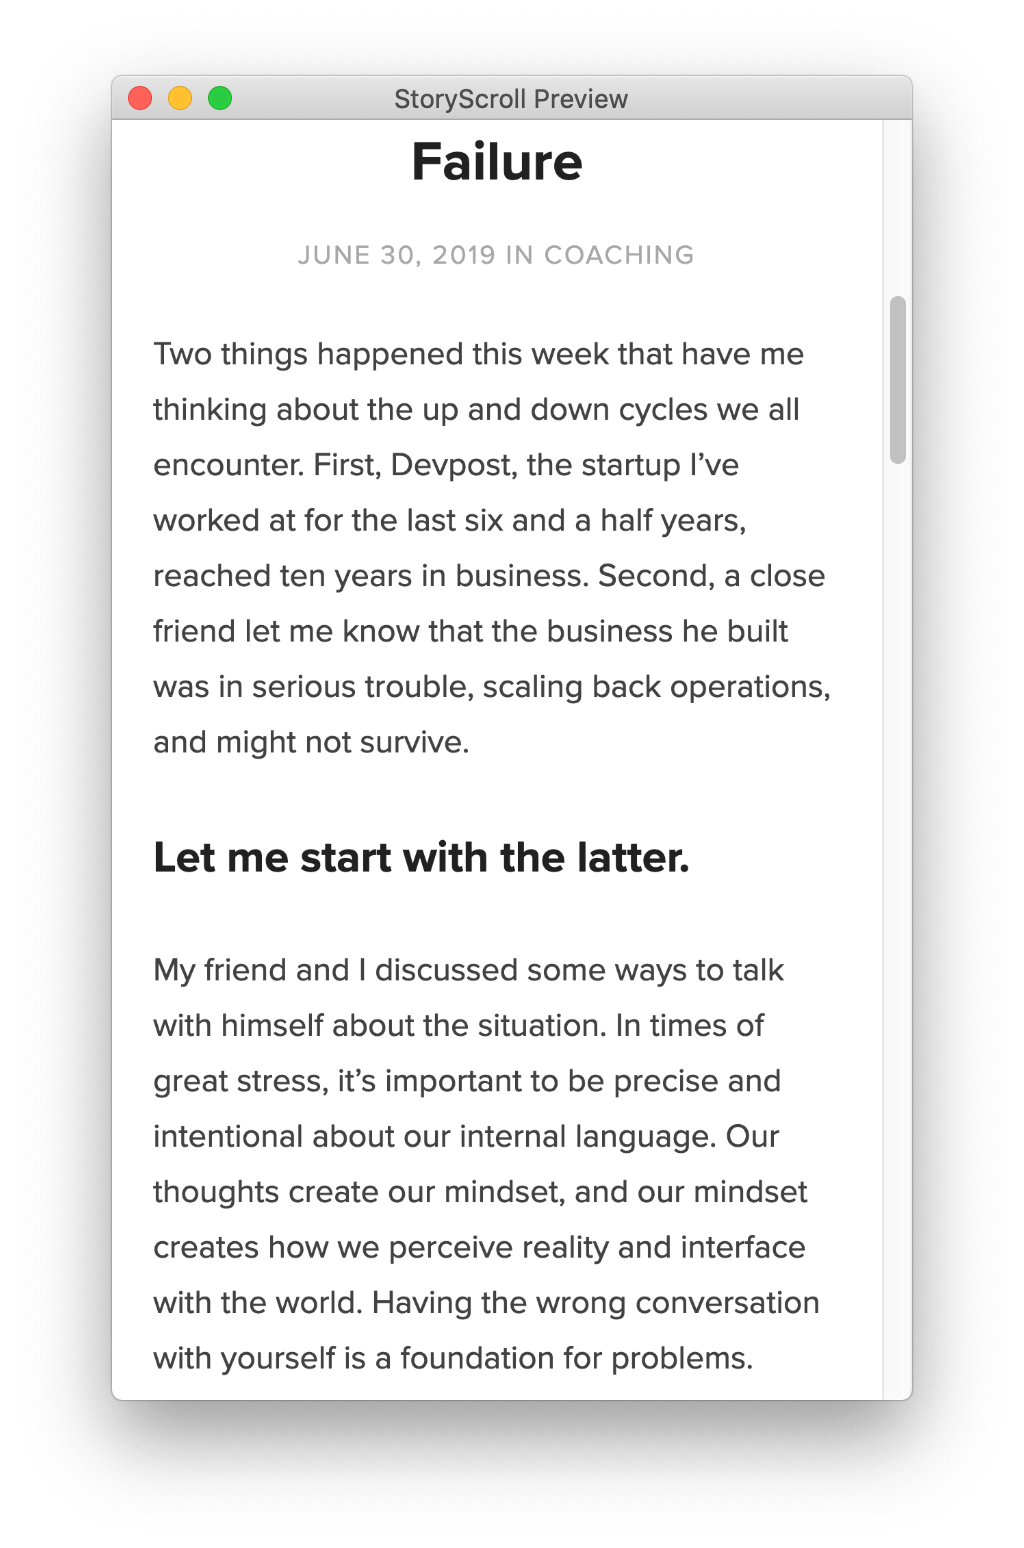 StoryScroll Preview
Failure
JUNE 30, 2019 IN COACHING
Two things happened this week that have me
thinking about the up and down cycles we all
encounter. First, Devpost, the startup I’ve
worked at for the last six and a half years,
reached ten years in business. Second, a close
friend let me know that the business he built
was in serious trouble, scaling back operations,
and might not survive.
Let me start with the latter.
My friend and I discussed some ways to talk
with himself about the situation. In times of
great stress, it’s important to be precise and
intentional about our internal language. Our
thoughts create our mindset, and our mindset
creates how we perceive reality and interface
with the world. Having the wrong conversation
with yourself is a foundation for problems.